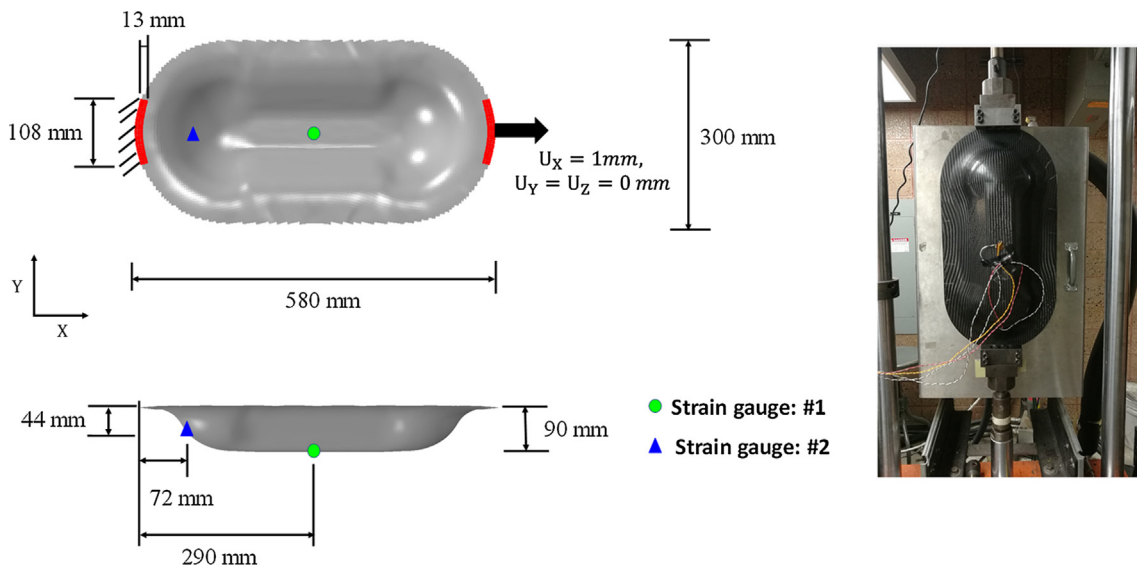 13 mm
108 mm
300 mm
U_X = 1mm,
U_Y = U_Z = 0 mm
Y
X
580 mm
44 mm
90 mm
72 mm
290 mm
Strain gauge: #1
Strain gauge: #2